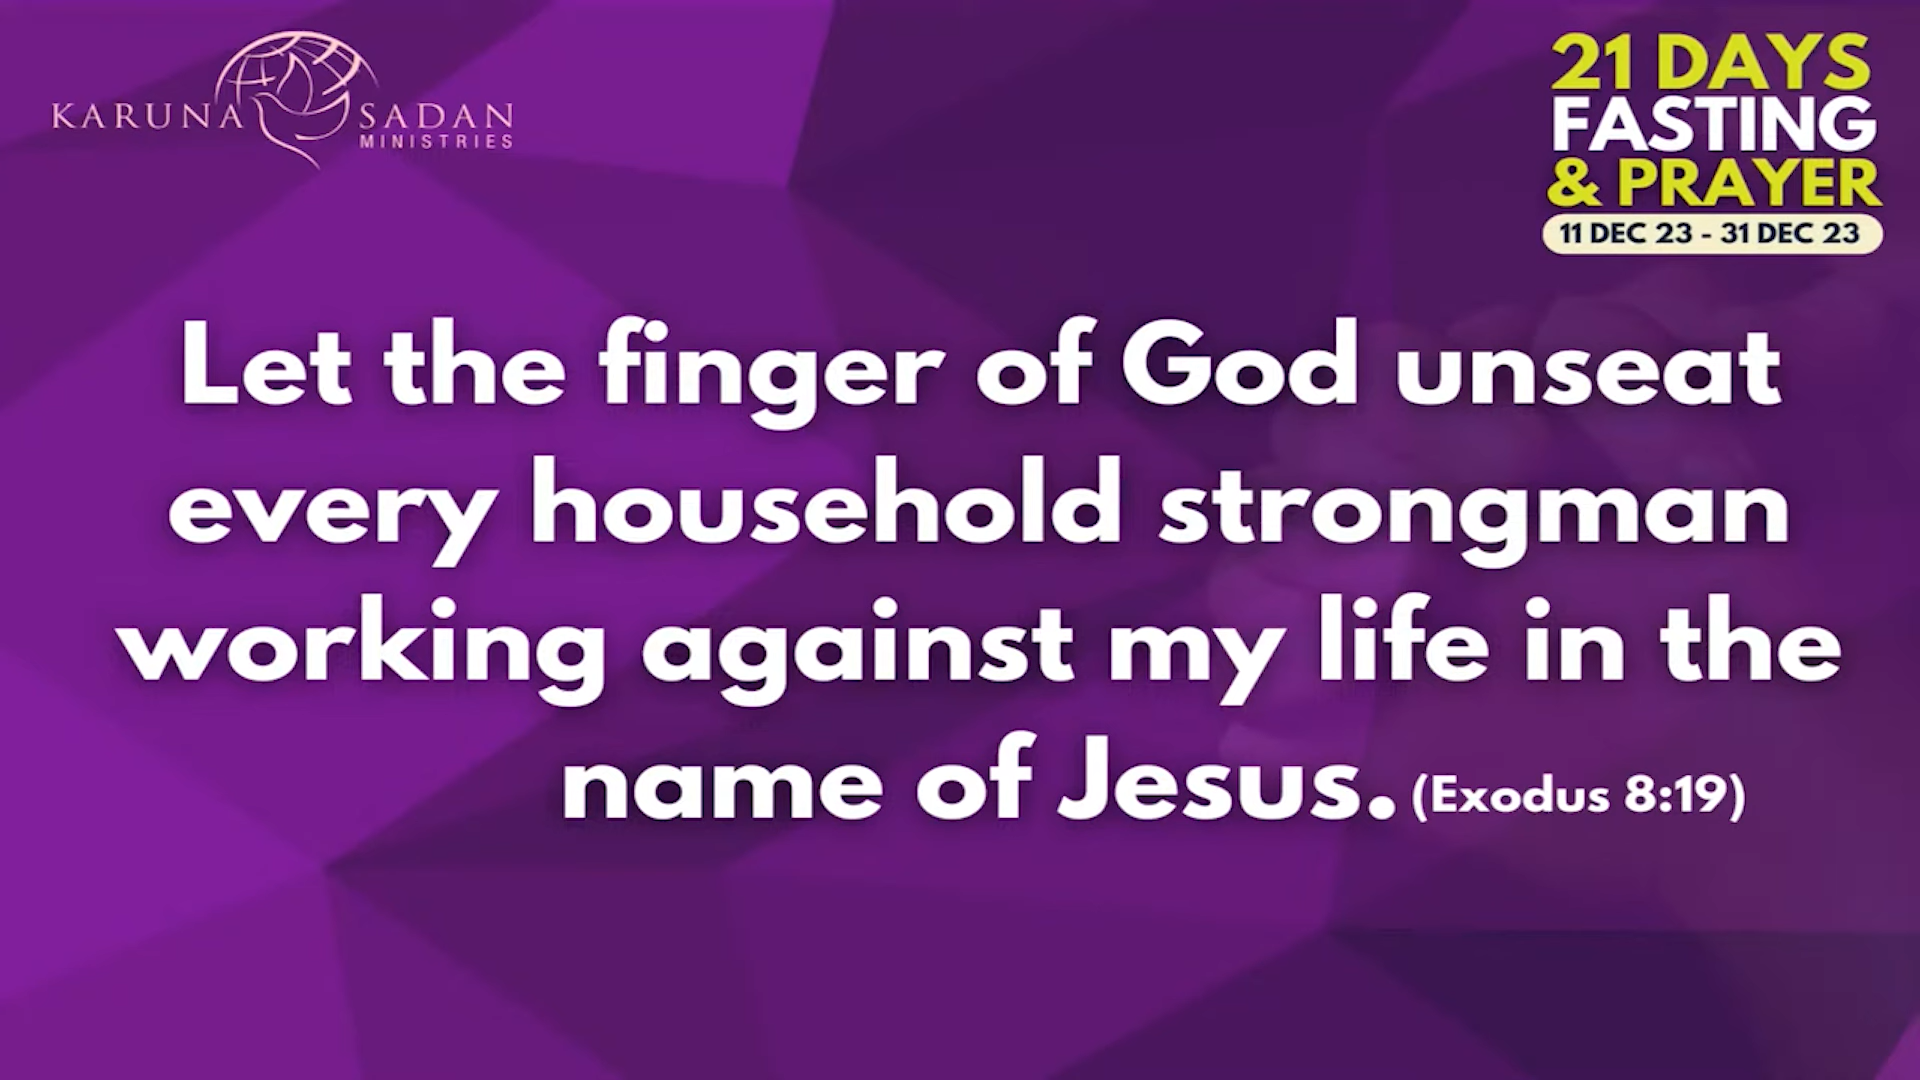 KARUNA SADAN
MINISTRIES
21 DAYS
FASTING
& PRAYER
11 DEC 23 - 31 DEC 23
Let the finger of God unseat
every household strongman
working against my life in the
name of Jesus. (Exodus 8:19)